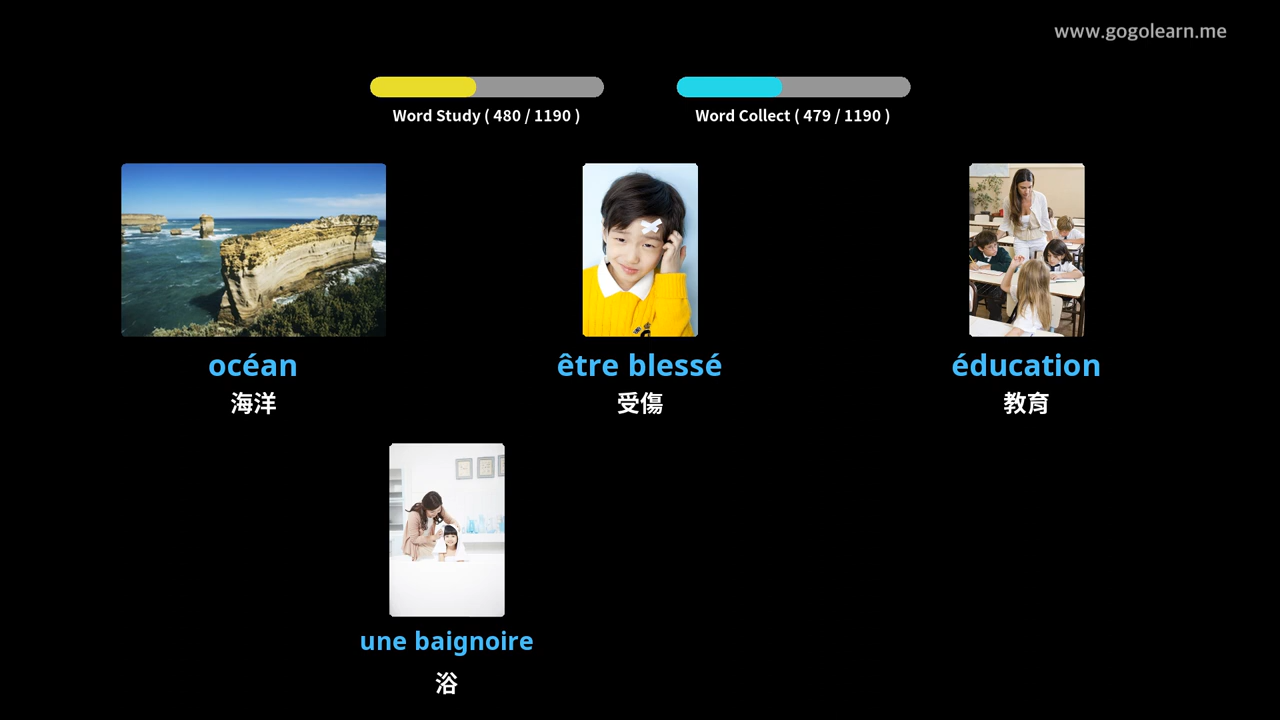 www.gogolearn.me
Word Study ( 480 / 1190 )
Word Collect ( 479 / 1190 )
océan
être blessé
éducation
海洋
受傷
教育
une baignoire
浴